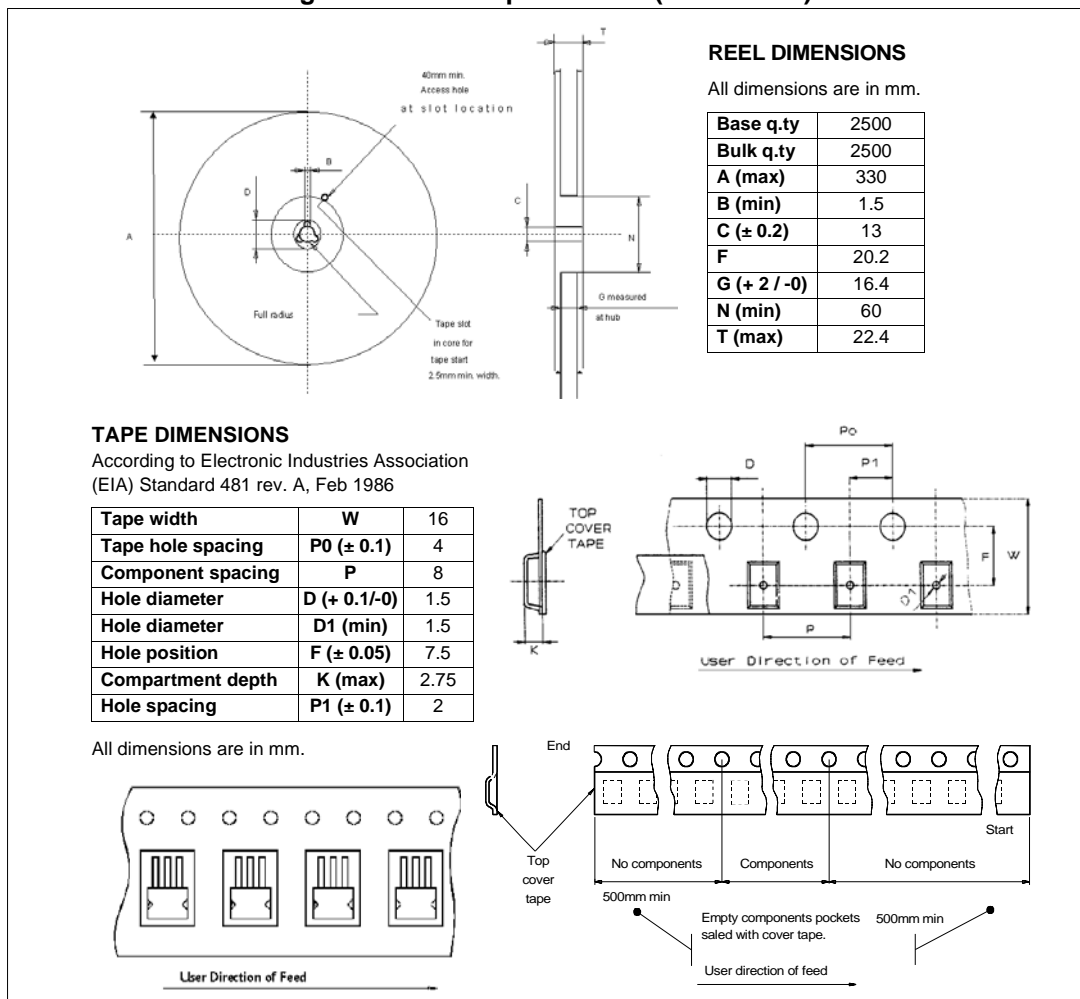 REEL DIMENSIONS
All dimensions are in mm.
Base q.ty 2500
Bulk q.ty 2500
A (max) 330
B (min) 1.5
C (± 0.2) 13
F 20.2
G (+ 2 / -0) 16.4
N (min) 60
T (max) 22.4
T
40mm min.
Access hole
at slot location
B
D
C
A
N
G measured
at hub
Full radius
Tape slot
in core for
tape start
2.5mm min. width.
TAPE DIMENSIONS
According to Electronic Industries Association
(EIA) Standard 481 rev. A, Feb 1986
Tape width W 16
Tape hole spacing P0 (± 0.1) 4
Component spacing P 8
Hole diameter D (+ 0.1/-0) 1.5
Hole diameter D1 (min) 1.5
Hole position F (± 0.05) 7.5
Compartment depth K (max) 2.75
Hole spacing P1 (± 0.1) 2
All dimensions are in mm.
Po
D
P1
TOP
COVER
TAPE
F
W
D1
P
K
User Direction of Feed
End
Start
Top
cover
tape
No components
Components
No components
500mm min
Empty components pockets
saled with cover tape.
500mm min
User direction of feed
User Direction of Feed